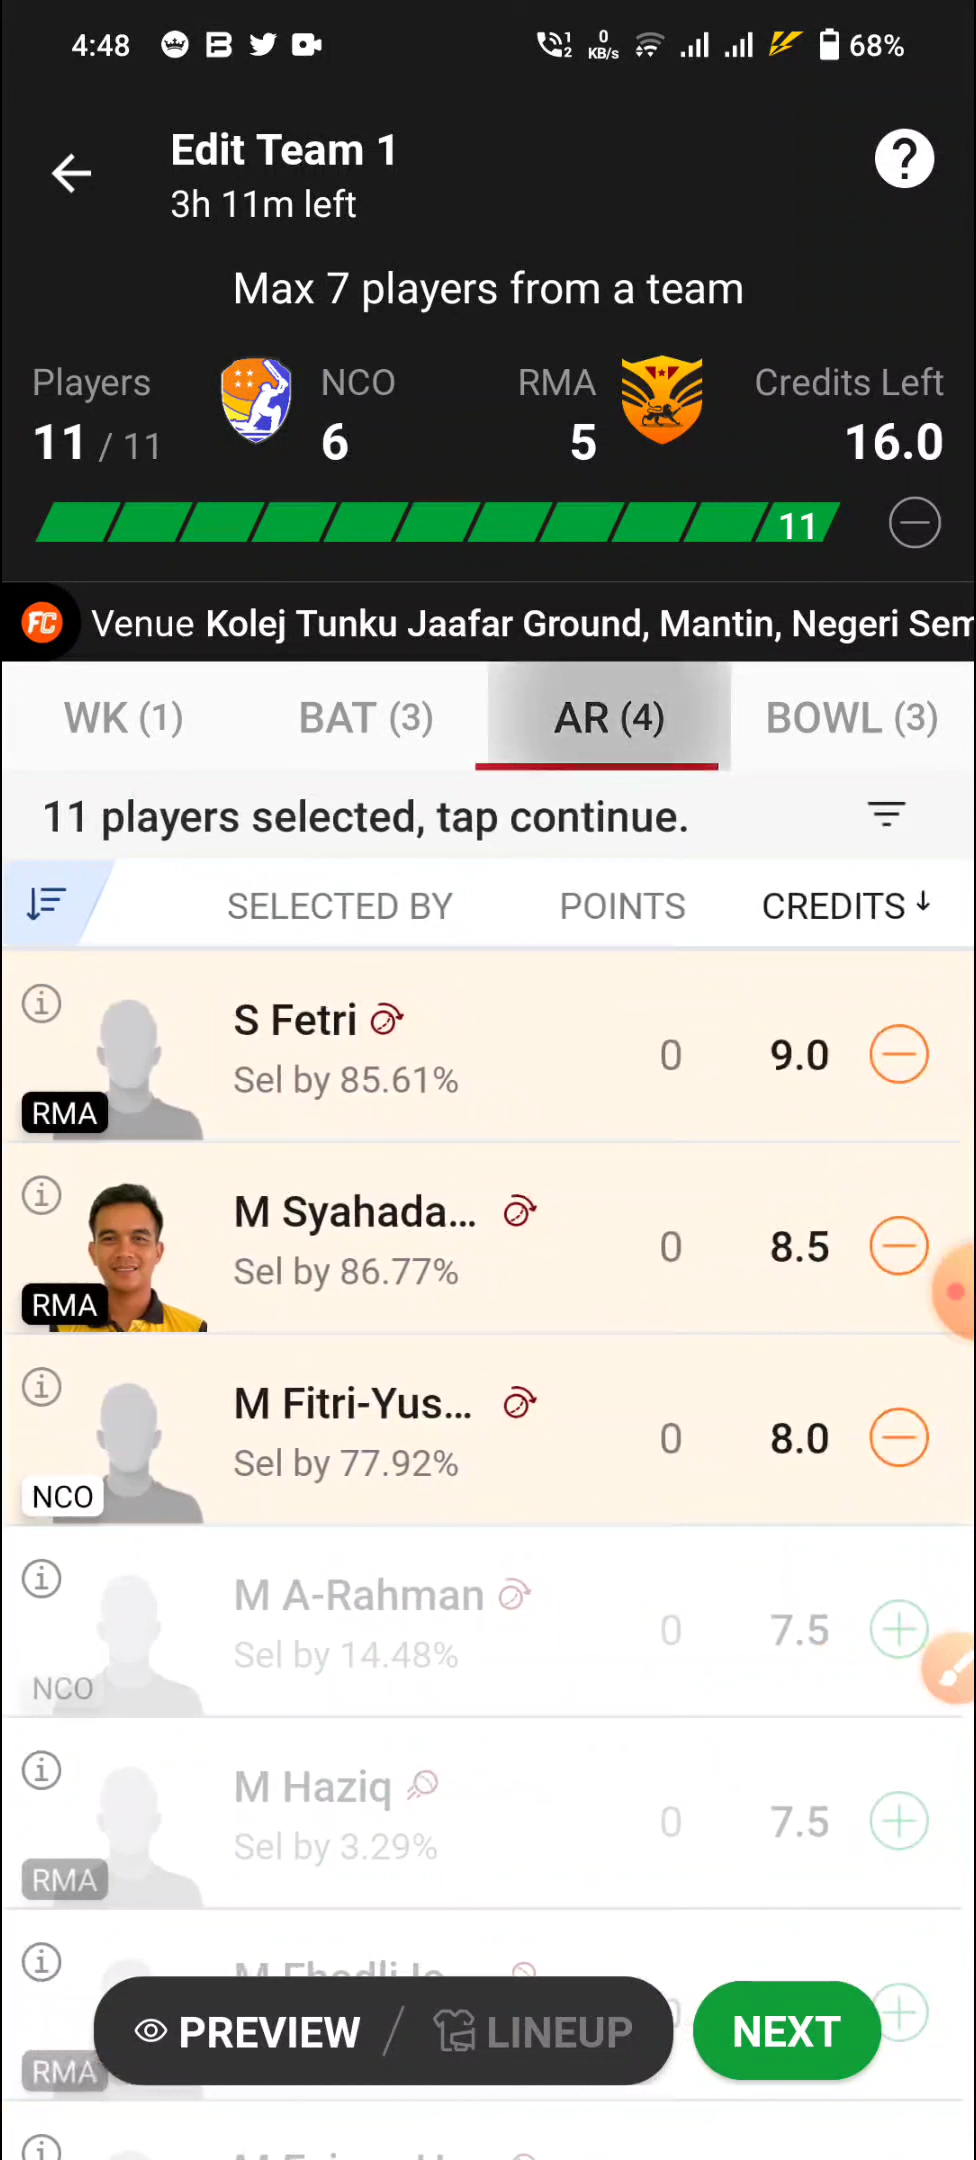 4:48
0 KB/s
68%
Edit Team 1
3h 11m left
?
Max 7 players from a team
Players
NCO
RMA
Credits Left
11 / 11
6
5
16.0
11
FC
Venue Kolej Tunku Jaafar Ground, Mantin, Negeri Sem
WK (1)
BAT (3)
AR (4)
BOWL (3)
11 players selected, tap continue.
SELECTED BY
POINTS
CREDITS
S Fetri
Sel by 85.61%
0
9.0
RMA
M Syahada...
Sel by 86.77%
0
8.5
RMA
M Fitri-Yus...
Sel by 77.92%
0
8.0
NCO
M A-Rahman
Sel by 14.48%
0
7.5
NCO
M Haziq
Sel by 3.29%
0
7.5
RMA
PREVIEW / LINEUP
NEXT
RMA